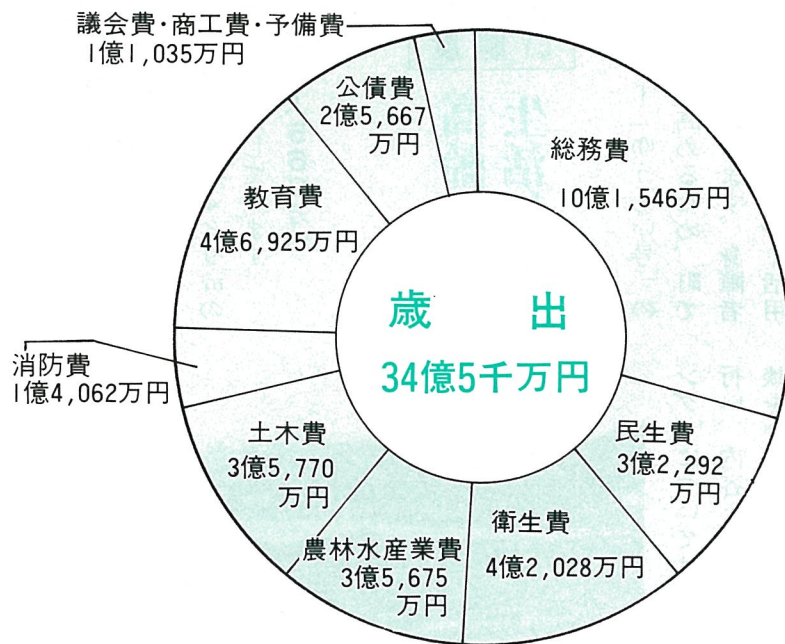 議会費・商工費・予備費
1億1,035万円
公債費
2億5,667
万円
総務費
10億1,546万円
教育費
4億6,925万円
歳出
34億5千万円
消防費
1億4,062万円
土木費
3億5,770
万円
民生費
3億2,292
万円
衛生費
4億2,028万円
農林水産業費
3億5,675
万円